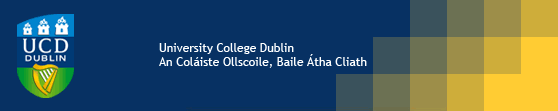 UCD
DUBLIN
University College Dublin
An Coláiste Ollscoile, Baile Átha Cliath